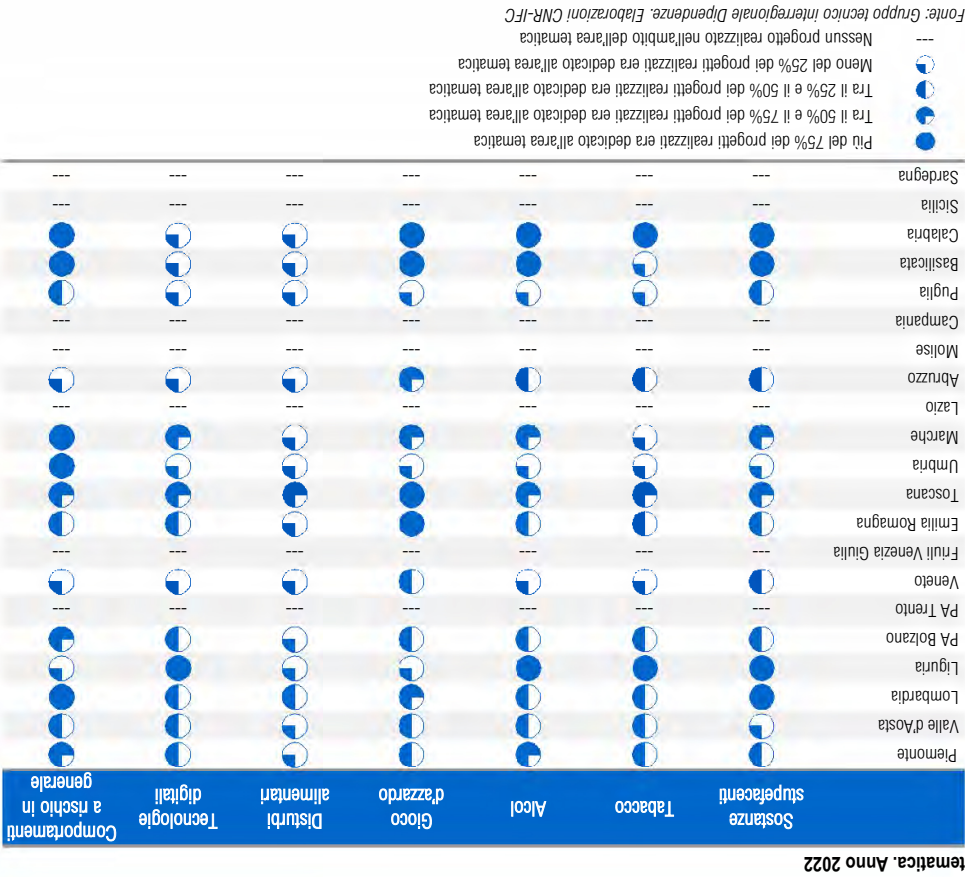 tematica. Anno 2022
Sostanze stupefacenti Tabacco Alcol Gioco d'azzardo Disturbi alimentari Tecnologie digitali Comportamenti a rischio in generale
Piemonte
Valle d'Aosta
Lombardia
Liguria
PA Bolzano
PA Trento --- --- --- --- --- --- ---
Veneto
Friuli Venezia Giulia --- --- --- --- --- --- ---
Emilia Romagna
Toscana
Umbria
Marche
Lazio --- --- --- --- --- --- ---
Abruzzo
Molise --- --- --- --- --- --- ---
Campania --- --- --- --- --- --- ---
Puglia
Basilicata
Calabria
Sicilia --- --- --- --- --- --- ---
Sardegna --- --- --- --- --- --- ---
Più del 75% dei progetti realizzati era dedicato all'area tematica
Tra il 50% e il 75% dei progetti realizzati era dedicato all'area tematica
Tra il 25% e il 50% dei progetti realizzati era dedicato all'area tematica
Meno del 25% dei progetti realizzati era dedicato all'area tematica
--- Nessun progetto realizzato nell'ambito dell'area tematica
Fonte: Gruppo tecnico interregionale Dipendenze. Elaborazioni CNR-IFC